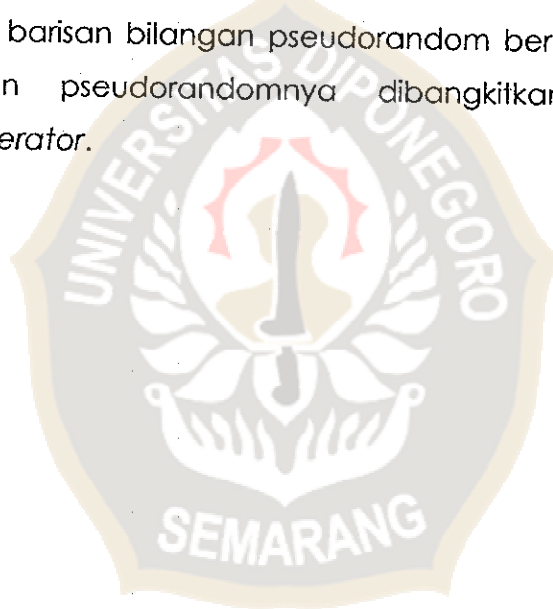 barisan bilangan pseudorandom ber
n pseudorandomnya dibangkitkan
erator.
UNIVERSITAS DIPONEGORO
SEMARANG